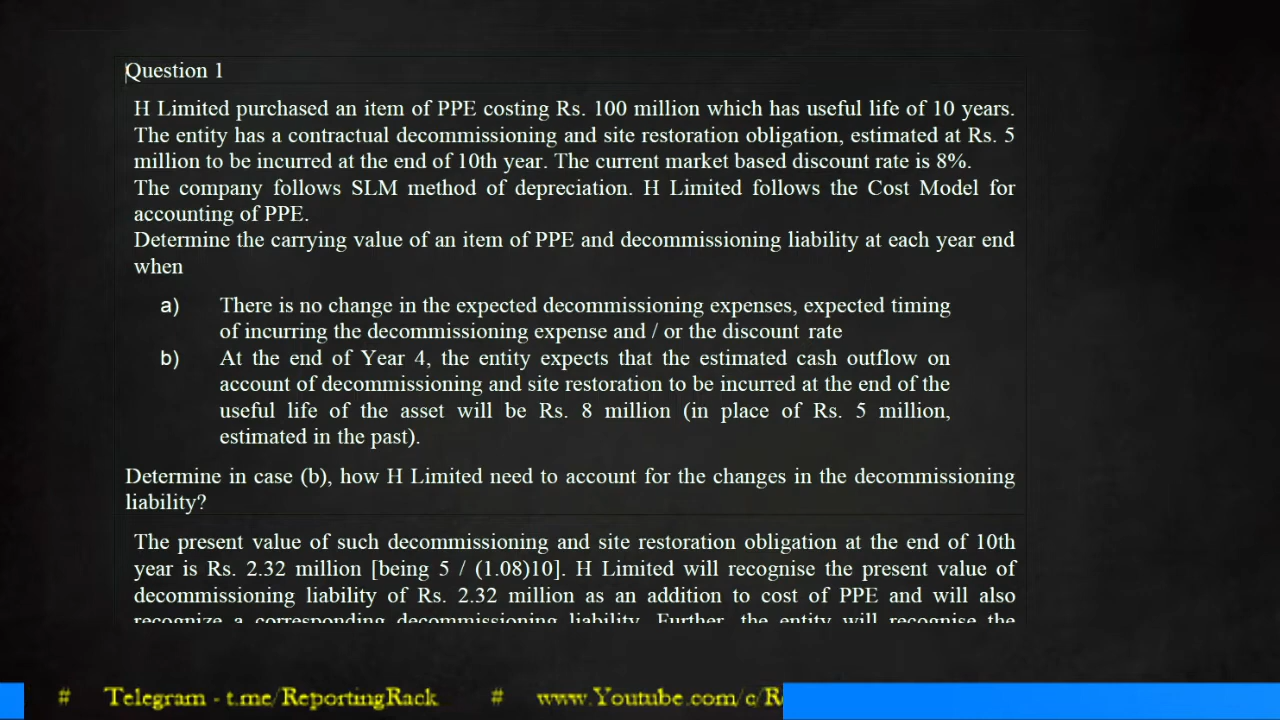 Question 1
H Limited purchased an item of PPE costing Rs. 100 million which has useful life of 10 years.
The entity has a contractual decommissioning and site restoration obligation, estimated at Rs. 5
million to be incurred at the end of 10th year. The current market based discount rate is 8%.
The company follows SLM method of depreciation. H Limited follows the Cost Model for
accounting of PPE.
Determine the carrying value of an item of PPE and decommissioning liability at each year end
when
a) There is no change in the expected decommissioning expenses, expected timing
of incurring the decommissioning expense and / or the discount rate
b) At the end of Year 4, the entity expects that the estimated cash outflow on
account of decommissioning and site restoration to be incurred at the end of the
useful life of the asset will be Rs. 8 million (in place of Rs. 5 million,
estimated in the past).
Determine in case (b), how H Limited need to account for the changes in the decommissioning
liability?
The present value of such decommissioning and site restoration obligation at the end of 10th
year is Rs. 2.32 million [being 5 / (1.08)10]. H Limited will recognise the present value of
decommissioning liability of Rs. 2.32 million as an addition to cost of PPE and will also
recognize a corresponding decommissioning liability. Further, the entity will recognise the
# Telegram - t.me/ReportingRack # www.Youtube.com/c/R